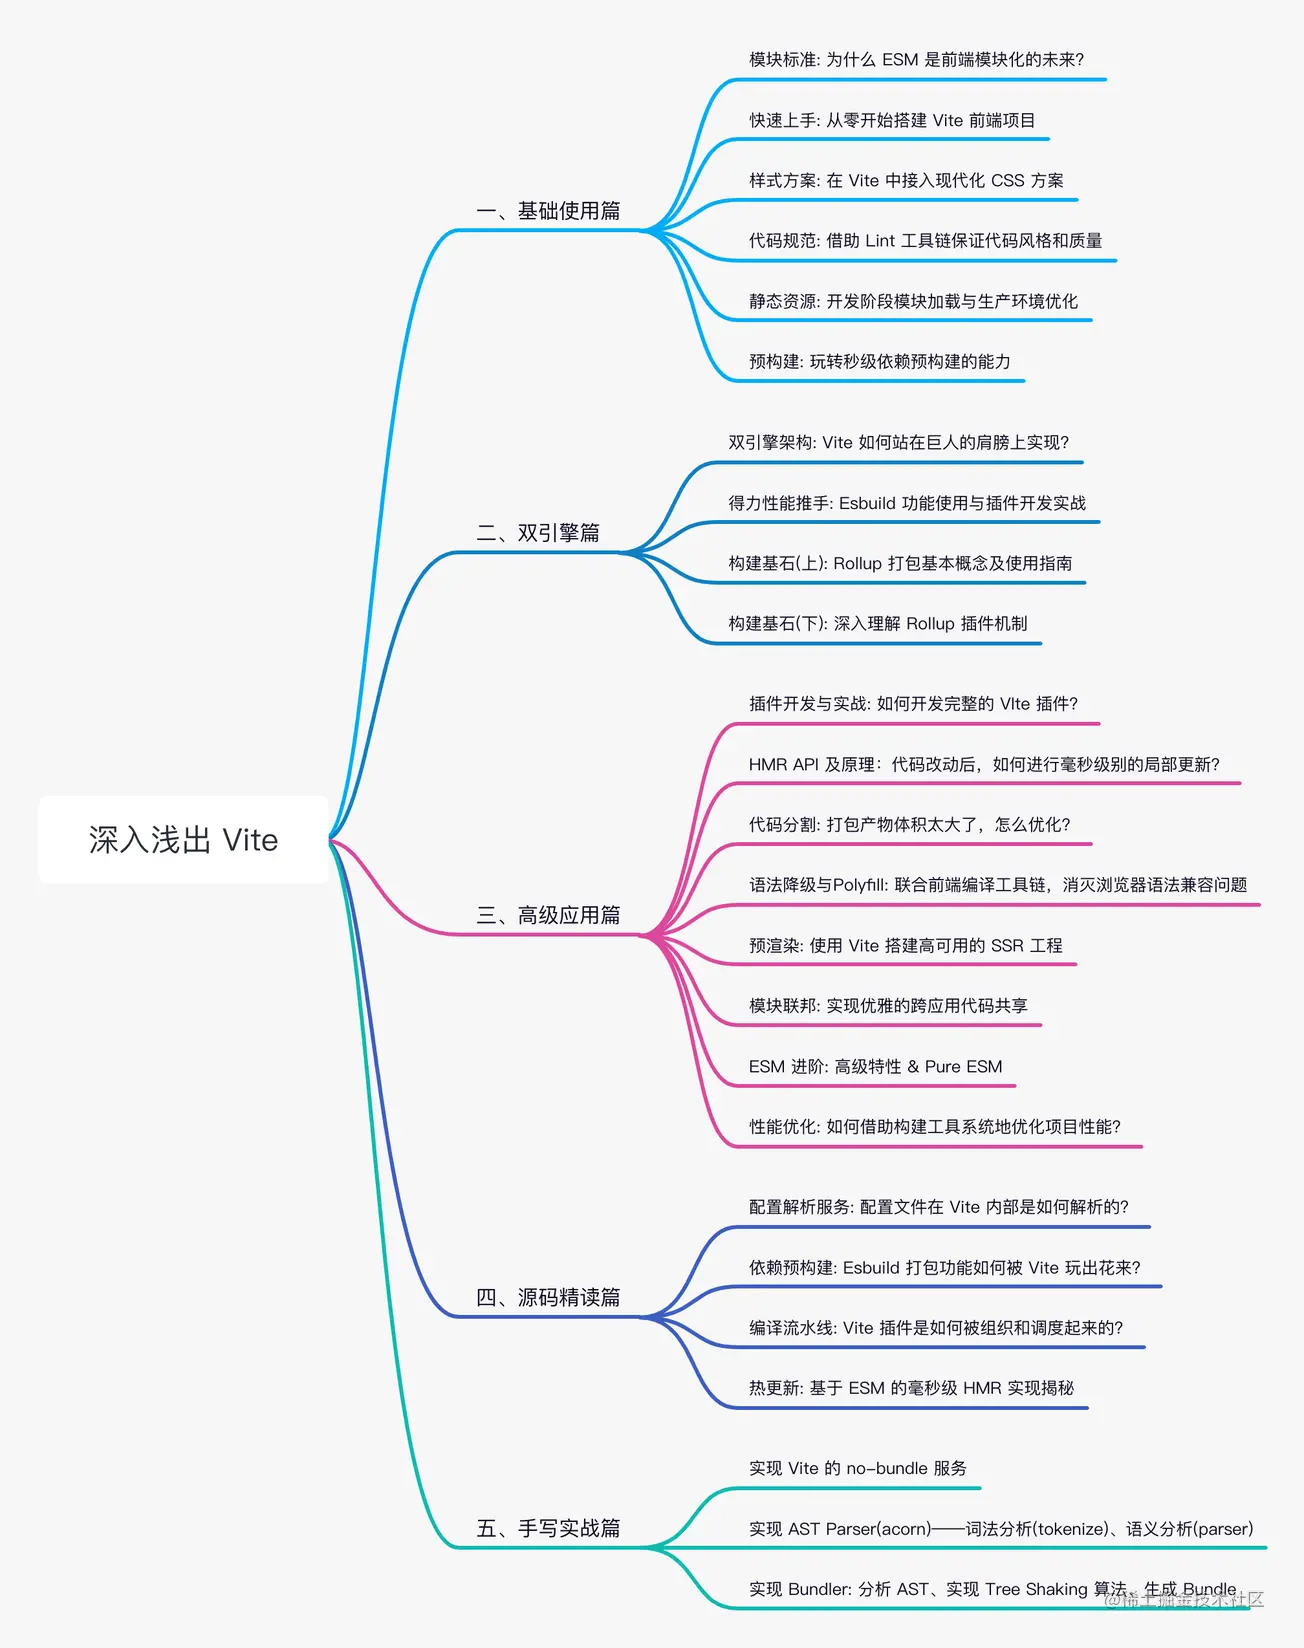 深入浅出 Vite
一、基础使用篇
模块标准: 为什么 ESM 是前端模块化的未来?
快速上手: 从零开始搭建 Vite 前端项目
样式方案: 在 Vite 中接入现代化 CSS 方案
代码规范: 借助 Lint 工具链保证代码风格和质量
静态资源: 开发阶段模块加载与生产环境优化
预构建: 玩转秒级依赖预构建的能力
二、双引擎篇
双引擎架构: Vite 如何站在巨人的肩膀上实现?
得力性能推手: Esbuild 功能使用与插件开发实战
构建基石(上): Rollup 打包基本概念及使用指南
构建基石(下): 深入理解 Rollup 插件机制
三、高级应用篇
插件开发与实战: 如何开发完整的 VIte 插件?
HMR API 及原理：代码改动后，如何进行毫秒级别的局部更新?
代码分割: 打包产物体积太大了，怎么优化?
语法降级与Polyfill: 联合前端编译工具链，消灭浏览器语法兼容问题
预渲染: 使用 Vite 搭建高可用的 SSR 工程
模块联邦: 实现优雅的跨应用代码共享
ESM 进阶: 高级特性 & Pure ESM
性能优化: 如何借助构建工具系统地优化项目性能?
四、源码精读篇
配置解析服务: 配置文件在 Vite 内部是如何解析的?
依赖预构建: Esbuild 打包功能如何被 Vite 玩出花来?
编译流水线: Vite 插件是如何被组织和调度起来的?
热更新: 基于 ESM 的毫秒级 HMR 实现揭秘
五、手写实战篇
实现 Vite 的 no-bundle 服务
实现 AST Parser(acorn)——词法分析(tokenize)、语义分析(parser)
实现 Bundler: 分析 AST、实现 Tree Shaking 算法、生成 Bundle
@稀土掘金技术社区